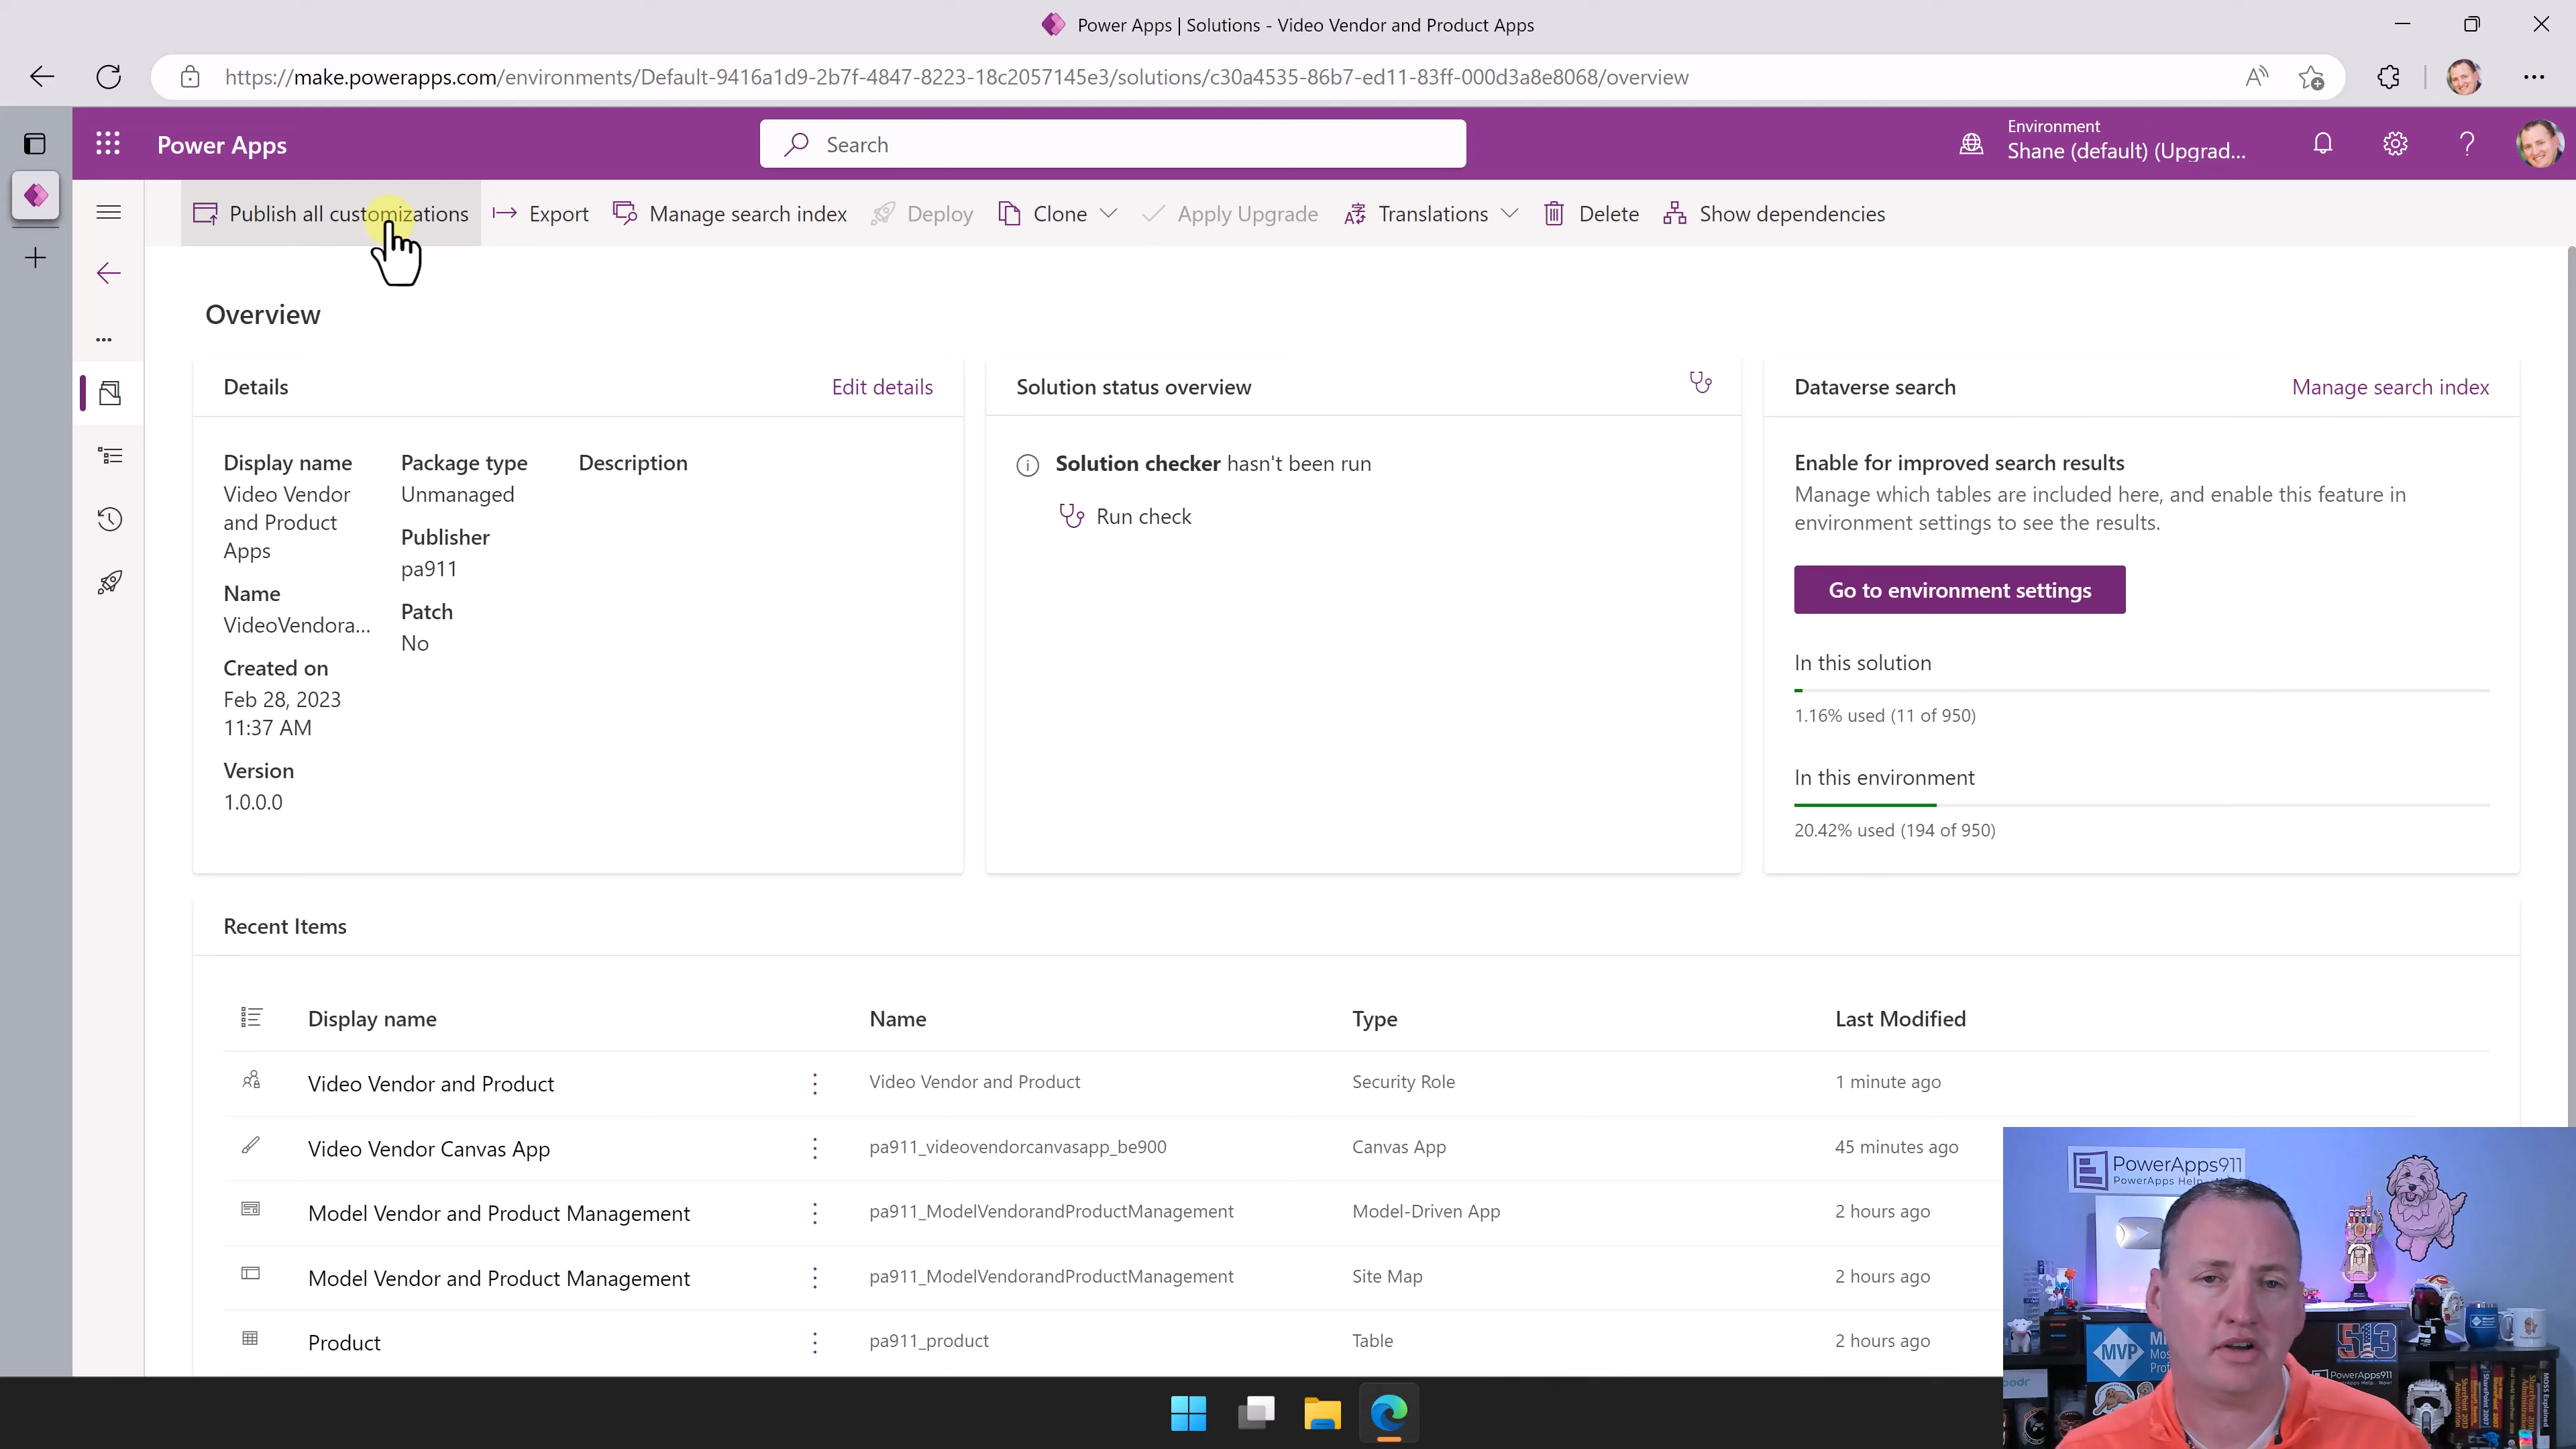 Power Apps | Solutions - Video Vendor and Product Apps
https://make.powerapps.com/environments/Default-9416a1d9-2b7f-4847-8223-18c2057145e3/solutions/c30a4535-86b7-ed11-83ff-000d3a8e8068/overview
Power Apps
Search
Environment
Shane (default) (Upgrad...
Publish all customizations
Export
Manage search index
Deploy
Clone
Apply Upgrade
Translations
Delete
Show dependencies
Overview
Details
Edit details
Display name
Video Vendor
and Product
Apps
Name
VideoVendora...
Created on
Feb 28, 2023
11:37 AM
Version
1.0.0.0
Package type
Unmanaged
Publisher
pa911
Patch
No
Description
Solution status overview
Solution checker hasn't been run
Run check
Dataverse search
Manage search index
Enable for improved search results
Manage which tables are included here, and enable this feature in
environment settings to see the results.
Go to environment settings
In this solution
1.16% used (11 of 950)
In this environment
20.42% used (194 of 950)
Recent Items
Display name Name Type Last Modified
Video Vendor and Product Video Vendor and Product Security Role 1 minute ago
Video Vendor Canvas App pa911_videovendorcanvasapp_be900 Canvas App 45 minutes ago
Model Vendor and Product Management pa911_ModelVendorandProductManagement Model-Driven App 2 hours ago
Model Vendor and Product Management pa911_ModelVendorandProductManagement Site Map 2 hours ago
Product pa911_product Table 2 hours ago
PowerApps911
PowerApps Help
MVP
513
PowerApps911